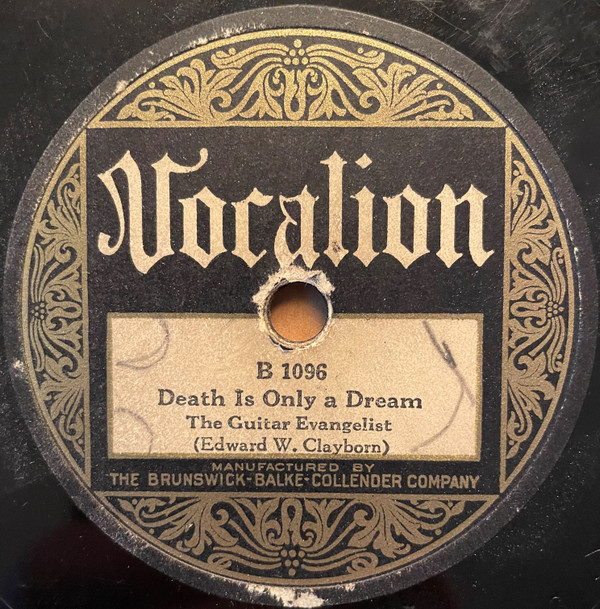 Vocalion
B 1096
Death Is Only a Dream
The Guitar Evangelist
(Edward W. Clayborn)
MANUFACTURED BY
THE BRUNSWICK-BALKE-COLLENDER COMPANY